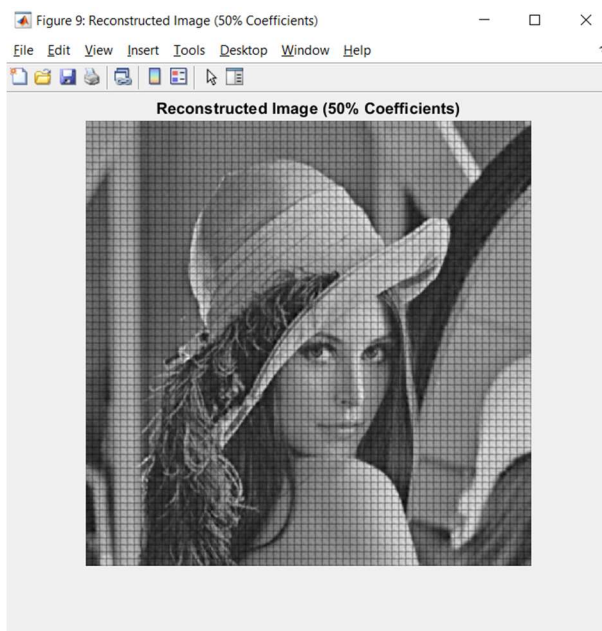 Figure 9: Reconstructed Image (50% Coefficients)
File Edit View Insert Tools Desktop Window Help
Reconstructed Image (50% Coefficients)